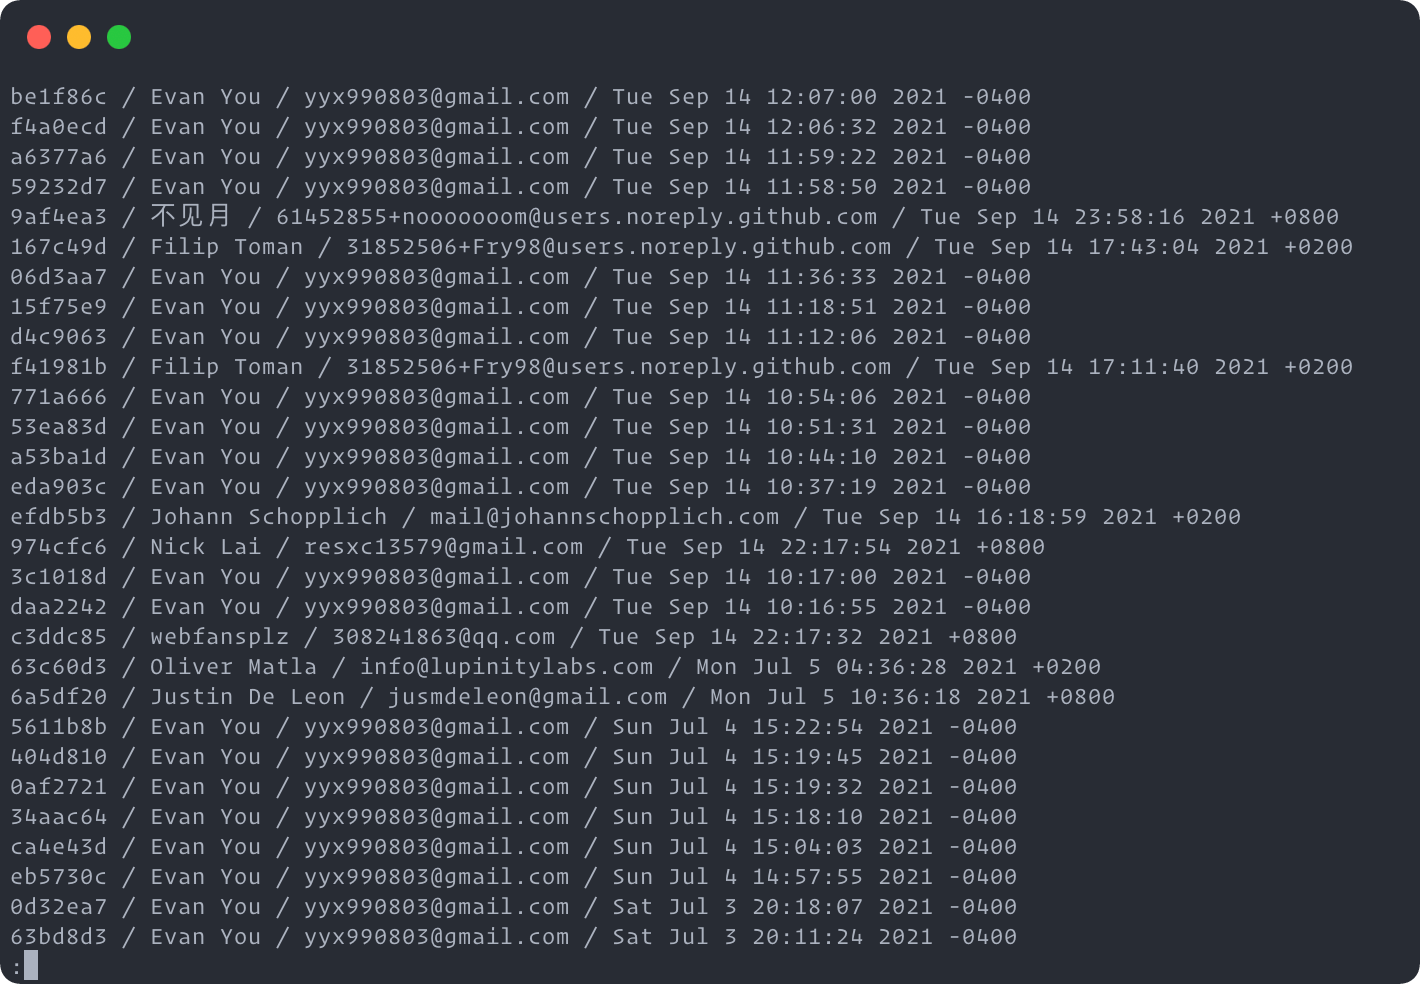 be1f86c / Evan You / yyx990803@gmail.com / Tue Sep 14 12:07:00 2021 -0400
f4a0ecd / Evan You / yyx990803@gmail.com / Tue Sep 14 12:06:32 2021 -0400
a6377a6 / Evan You / yyx990803@gmail.com / Tue Sep 14 11:59:22 2021 -0400
59232d7 / Evan You / yyx990803@gmail.com / Tue Sep 14 11:58:50 2021 -0400
9af4ea3 / 不见月 / 61452855+nooooooom@users.noreply.github.com / Tue Sep 14 23:58:16 2021 +0800
167c49d / Filip Toman / 31852506+Fry98@users.noreply.github.com / Tue Sep 14 17:43:04 2021 +0200
06d3aa7 / Evan You / yyx990803@gmail.com / Tue Sep 14 11:36:33 2021 -0400
15f75e9 / Evan You / yyx990803@gmail.com / Tue Sep 14 11:18:51 2021 -0400
d4c9063 / Evan You / yyx990803@gmail.com / Tue Sep 14 11:12:06 2021 -0400
f41981b / Filip Toman / 31852506+Fry98@users.noreply.github.com / Tue Sep 14 17:11:40 2021 +0200
771a666 / Evan You / yyx990803@gmail.com / Tue Sep 14 10:54:06 2021 -0400
53ea83d / Evan You / yyx990803@gmail.com / Tue Sep 14 10:51:31 2021 -0400
a53ba1d / Evan You / yyx990803@gmail.com / Tue Sep 14 10:44:10 2021 -0400
eda903c / Evan You / yyx990803@gmail.com / Tue Sep 14 10:37:19 2021 -0400
efdb5b3 / Johann Schopplich / mail@johannschopplich.com / Tue Sep 14 16:18:59 2021 +0200
974cfc6 / Nick Lai / resxc13579@gmail.com / Tue Sep 14 22:17:54 2021 +0800
3c1018d / Evan You / yyx990803@gmail.com / Tue Sep 14 10:17:00 2021 -0400
daa2242 / Evan You / yyx990803@gmail.com / Tue Sep 14 10:16:55 2021 -0400
c3ddc85 / webfansplz / 308241863@qq.com / Tue Sep 14 22:17:32 2021 +0800
63c60d3 / Oliver Matla / info@lupinitylabs.com / Mon Jul 5 04:36:28 2021 +0200
6a5df20 / Justin De Leon / jusmdeleon@gmail.com / Mon Jul 5 10:36:18 2021 +0800
5611b8b / Evan You / yyx990803@gmail.com / Sun Jul 4 15:22:54 2021 -0400
404d810 / Evan You / yyx990803@gmail.com / Sun Jul 4 15:19:45 2021 -0400
0af2721 / Evan You / yyx990803@gmail.com / Sun Jul 4 15:19:32 2021 -0400
34aac64 / Evan You / yyx990803@gmail.com / Sun Jul 4 15:18:10 2021 -0400
ca4e43d / Evan You / yyx990803@gmail.com / Sun Jul 4 15:04:03 2021 -0400
eb5730c / Evan You / yyx990803@gmail.com / Sun Jul 4 14:57:55 2021 -0400
0d32ea7 / Evan You / yyx990803@gmail.com / Sat Jul 3 20:18:07 2021 -0400
63bd8d3 / Evan You / yyx990803@gmail.com / Sat Jul 3 20:11:24 2021 -0400
: